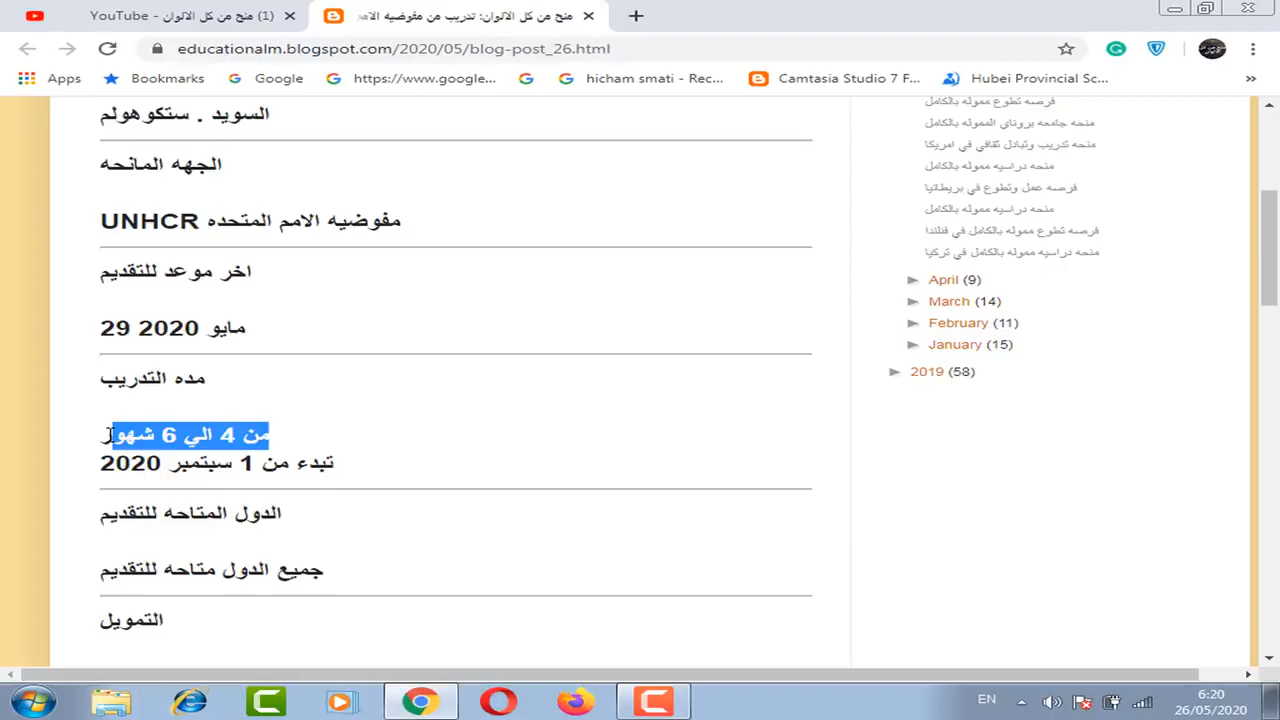 (1) منح من كل الالوان - YouTube
منح من كل الالوان: تدريب من مفوضيه الامم
educationalm.blogspot.com/2020/05/blog-post_26.html
Apps
Bookmarks
Google
https://www.google...
hicham smati - Rec...
Camtasia Studio 7 F...
Hubei Provincial Sc...
»
السويد . ستكوهولم
الجهه المانحه
مفوضيه الامم المتحده UNHCR
اخر موعد للتقديم
29 مايو 2020
مده التدريب
من 4 الي 6 شهور
تبدء من 1 سبتمبر 2020
الدول المتاحه للتقديم
جميع الدول متاحه للتقديم
التمويل
فرصه تطوع مموله بالكامل
منحه جامعه بروناي المموله بالكامل
منحه تدريب وتبادل ثقافي في امريكا
منحه دراسيه مموله بالكامل
فرصه عمل وتطوع في بريطانيا
منحه دراسيه مموله بالكامل
فرصه تطوع مموله بالكامل في فنلندا
منحه دراسيه مموله بالكامل في تركيا
► April (9)
► March (14)
► February (11)
► January (15)
► 2019 (58)
EN
6:20
26/05/2020